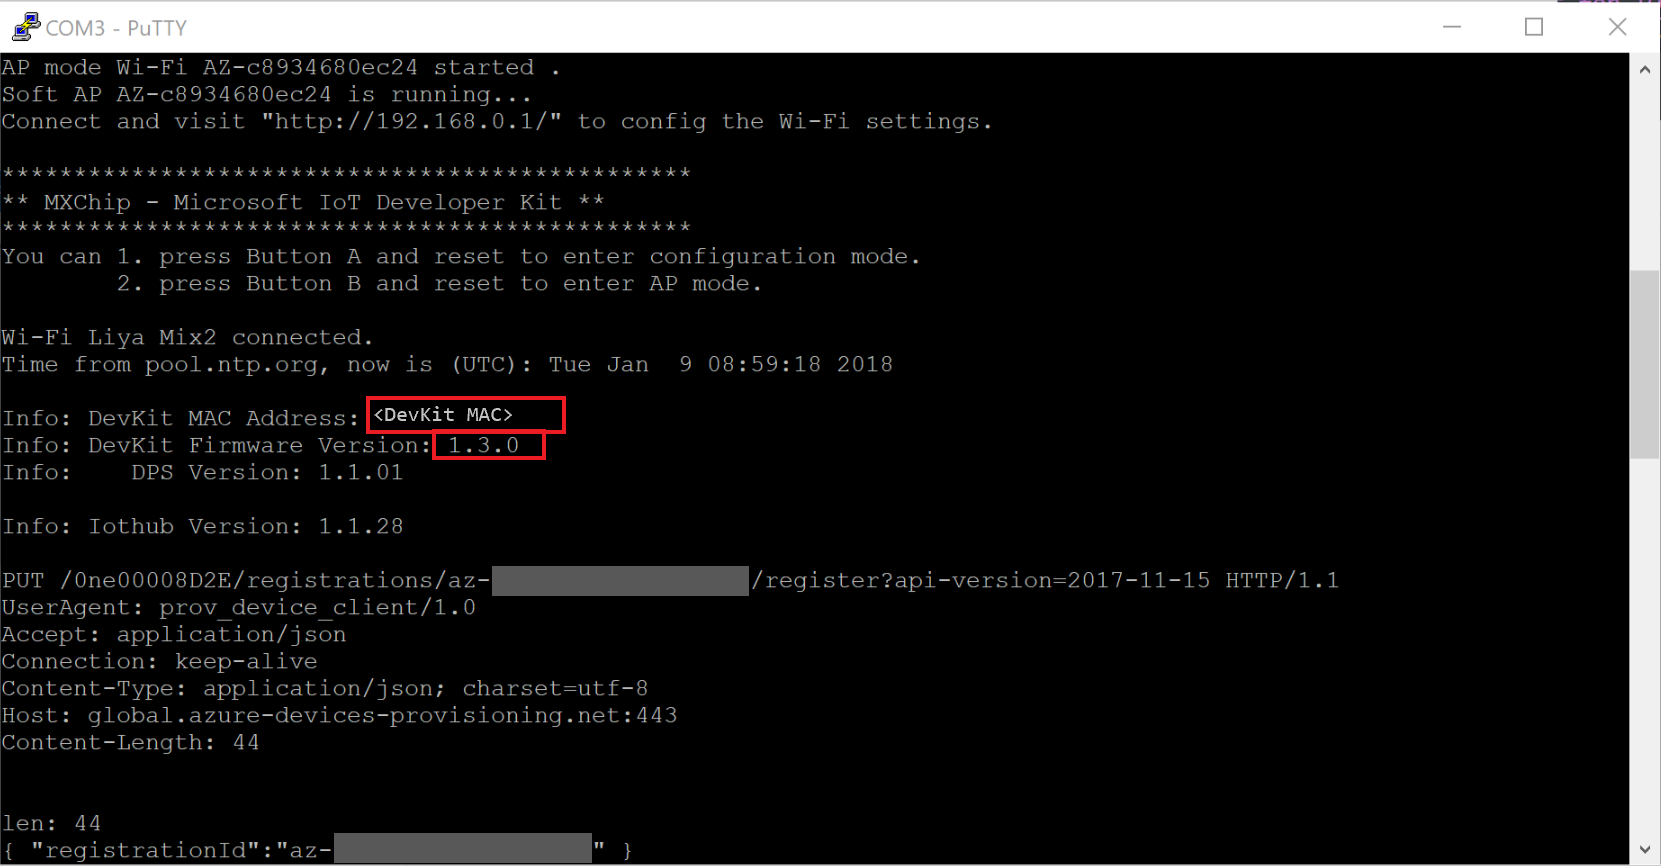 COM3 - PuTTY
AP mode Wi-Fi AZ-c8934680ec24 started .
Soft AP AZ-c8934680ec24 is running...
Connect and visit "http://192.168.0.1/" to config the Wi-Fi settings.
************************************************
** MXChip - Microsoft IoT Developer Kit **
************************************************
You can 1. press Button A and reset to enter configuration mode.
2. press Button B and reset to enter AP mode.
Wi-Fi Liya Mix2 connected.
Time from pool.ntp.org, now is (UTC): Tue Jan  9 08:59:18 2018
Info: DevKit MAC Address: <DevKit MAC>
Info: DevKit Firmware Version: 1.3.0
Info:    DPS Version: 1.1.01
Info: Iothub Version: 1.1.28
PUT /0ne00008D2E/registrations/az- /register?api-version=2017-11-15 HTTP/1.1
UserAgent: prov_device_client/1.0
Accept: application/json
Connection: keep-alive
Content-Type: application/json; charset=utf-8
Host: global.azure-devices-provisioning.net:443
Content-Length: 44
len: 44
{ "registrationId":"az- " }